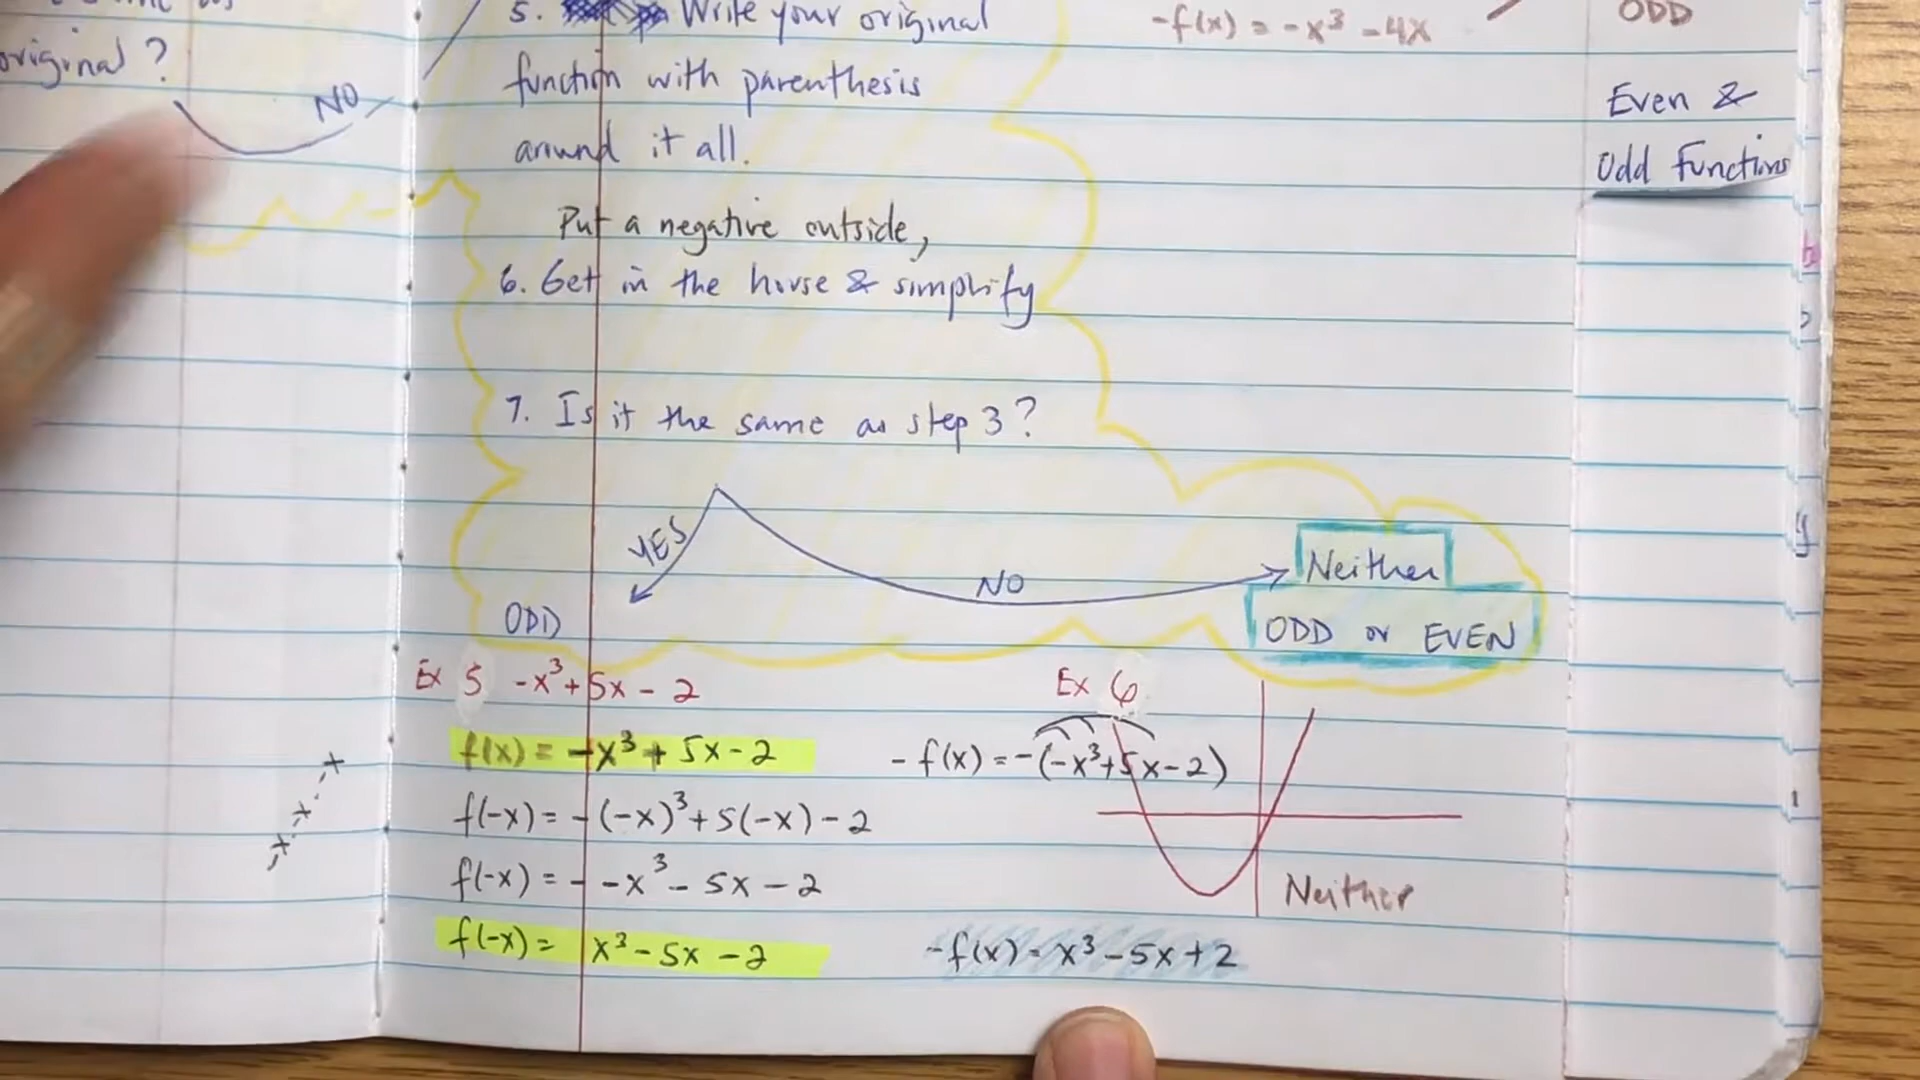 original?
NO
5. Write your original
function with parenthesis
around it all.
Put a negative outside,
6. Get in the horse & simplify
7. Is it the same as step 3?
YES
NO
ODD
Neither
ODD or EVEN
-f(x) = -x³ -4x
ODD
Even &
Odd Functions
Ex 5 -x³+5x - 2
f(x) = -x³ + 5x - 2
f(-x) = -(-x)³+5(-x) - 2
f(-x) = - -x³ - 5x - 2
f(-x) = x³ - 5x - 2
Ex 6
-f(x) = -(-x³+5x-2)
Neither
-f(x) = x³ - 5x + 2